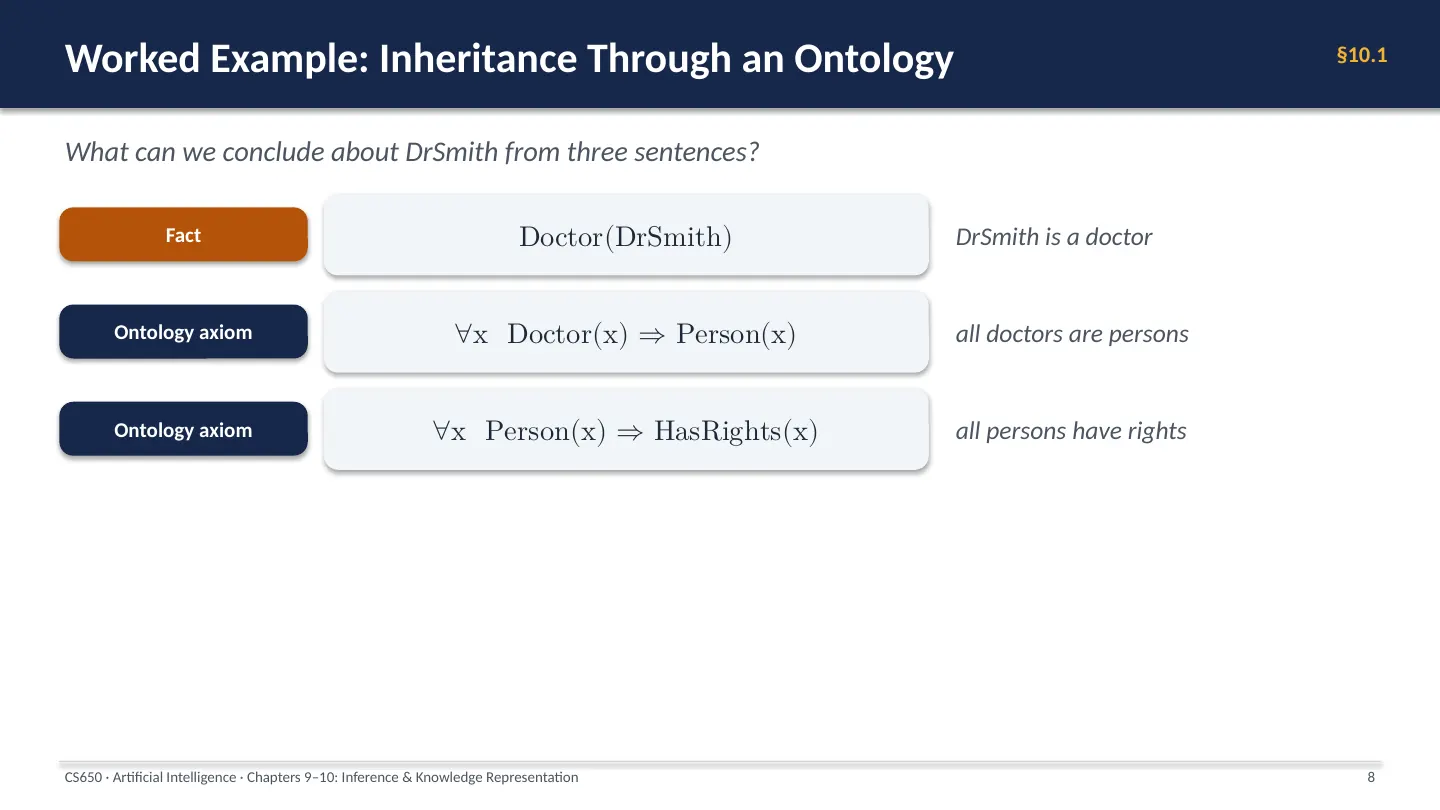 Worked Example: Inheritance Through an Ontology
§10.1
What can we conclude about DrSmith from three sentences?
Fact
Doctor(DrSmith)
DrSmith is a doctor
Ontology axiom
∀x Doctor(x) ⇒ Person(x)
all doctors are persons
Ontology axiom
∀x Person(x) ⇒ HasRights(x)
all persons have rights
CS650 · Artificial Intelligence · Chapters 9–10: Inference & Knowledge Representation
8